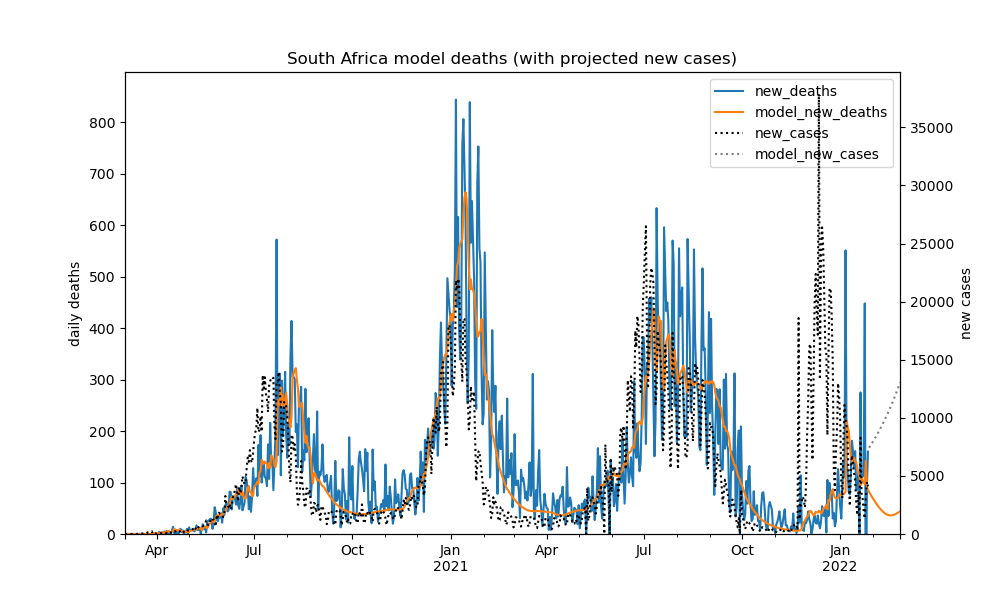 South Africa model deaths (with projected new cases)
new_deaths
model_new_deaths
new_cases
model_new_cases
daily deaths
800
700
600
500
400
300
200
100
0
35000
30000
25000
20000
15000
10000
5000
0
new cases
Apr
Jul
Oct
Jan
2021
Apr
Jul
Oct
Jan
2022